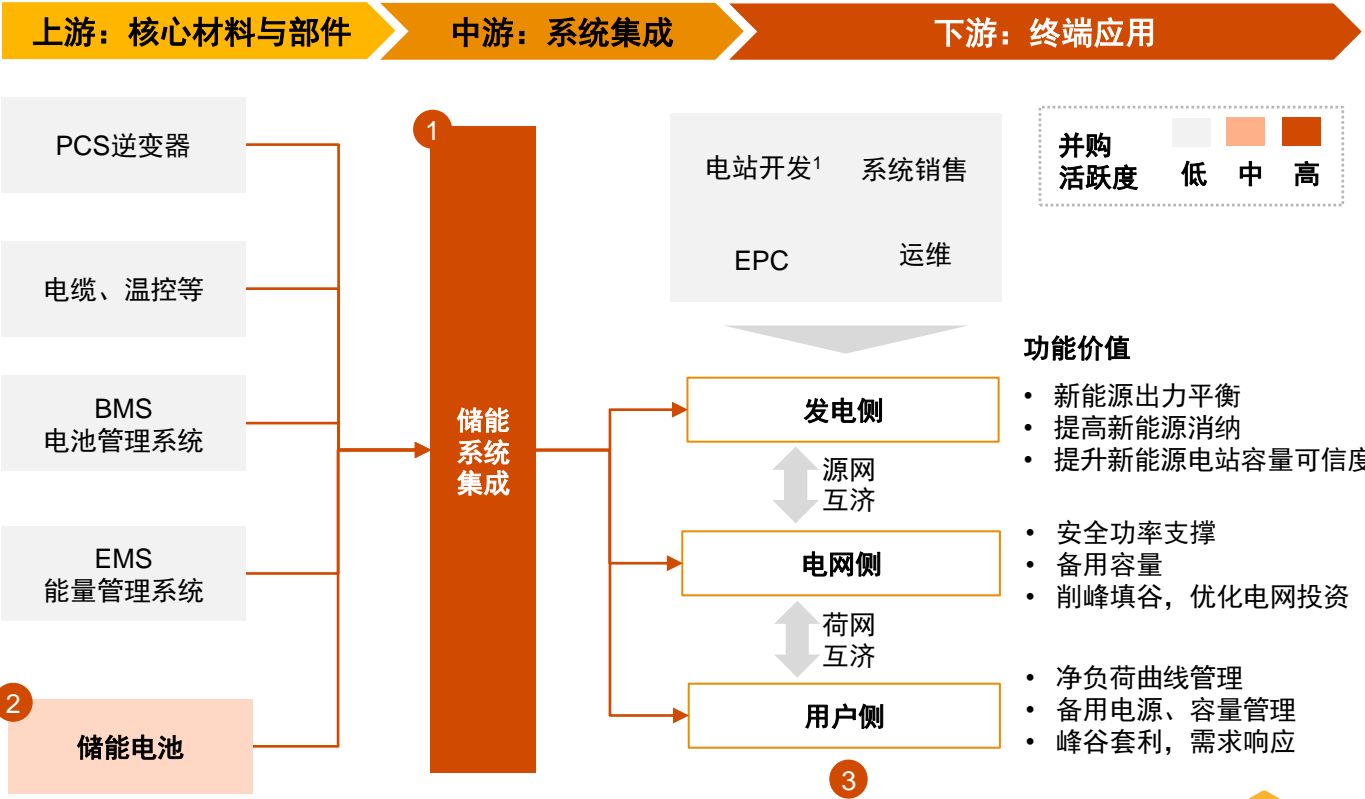 上游：核心材料与部件
中游：系统集成
下游：终端应用
PCS逆变器
电缆、温控等
BMS
电池管理系统
EMS
能量管理系统
2
储能电池
1
储能
系统
集成
电站开发¹
系统销售
EPC
运维
并购
活跃度
低
中
高
发电侧
源网
互济
电网侧
荷网
互济
用户侧
3
功能价值
• 新能源出力平衡
• 提高新能源消纳
• 提升新能源电站容量可信度
• 安全功率支撑
• 备用容量
• 削峰填谷，优化电网投资
• 净负荷曲线管理
• 备用电源、容量管理
• 峰谷套利，需求响应